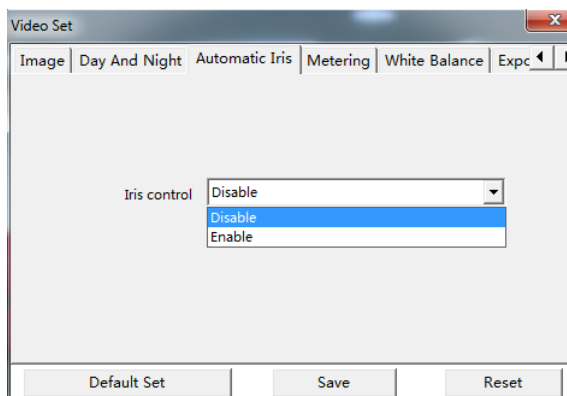 Video Set
Image Day And Night Automatic Iris Metering White Balance Expc
Iris control Disable
Disable
Enable
Default Set Save Reset